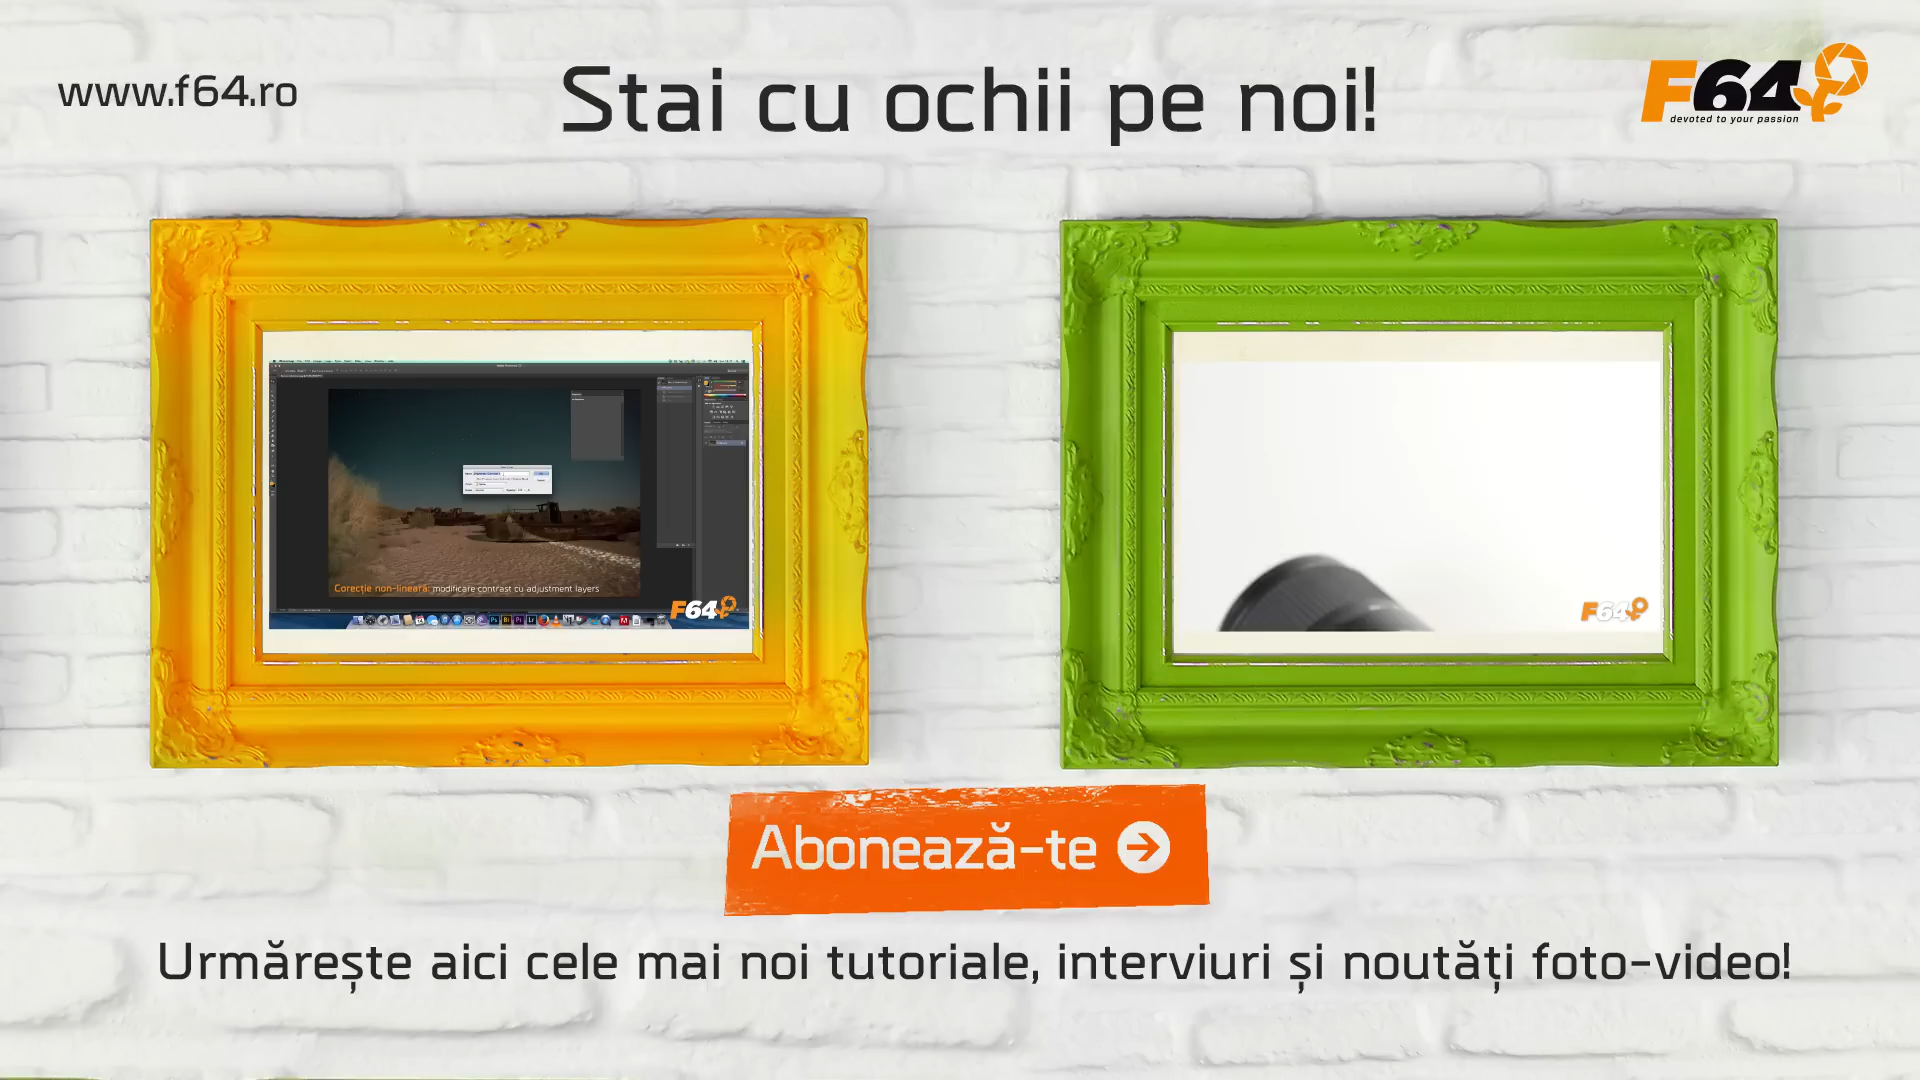 www.f64.ro
Stai cu ochii pe noi!
F64
devoted to your passion
Corecție non-lineară: modificare contrast cu adjustment layers
F64
F64
Abonează-te
Urmărește aici cele mai noi tutoriale, interviuri și noutăți foto-video!